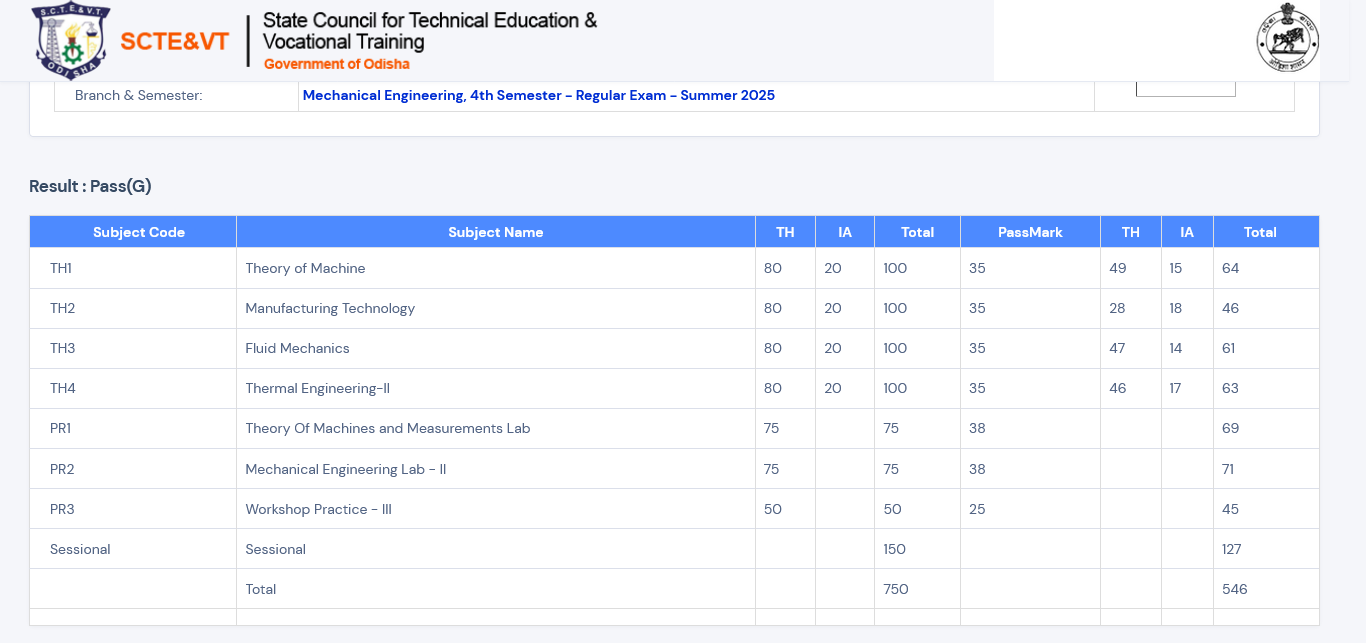 S.C.T.E.& V.T.
ODISHA
SCTE&VT
State Council for Technical Education &
Vocational Training
Government of Odisha
Branch & Semester: Mechanical Engineering, 4th Semester - Regular Exam - Summer 2025
Result : Pass(G)
Subject Code Subject Name TH IA Total PassMark TH IA Total
TH1 Theory of Machine 80 20 100 35 49 15 64
TH2 Manufacturing Technology 80 20 100 35 28 18 46
TH3 Fluid Mechanics 80 20 100 35 47 14 61
TH4 Thermal Engineering-II 80 20 100 35 46 17 63
PR1 Theory Of Machines and Measurements Lab 75 75 38 69
PR2 Mechanical Engineering Lab - II 75 75 38 71
PR3 Workshop Practice - III 50 50 25 45
Sessional Sessional 150 127
Total 750 546